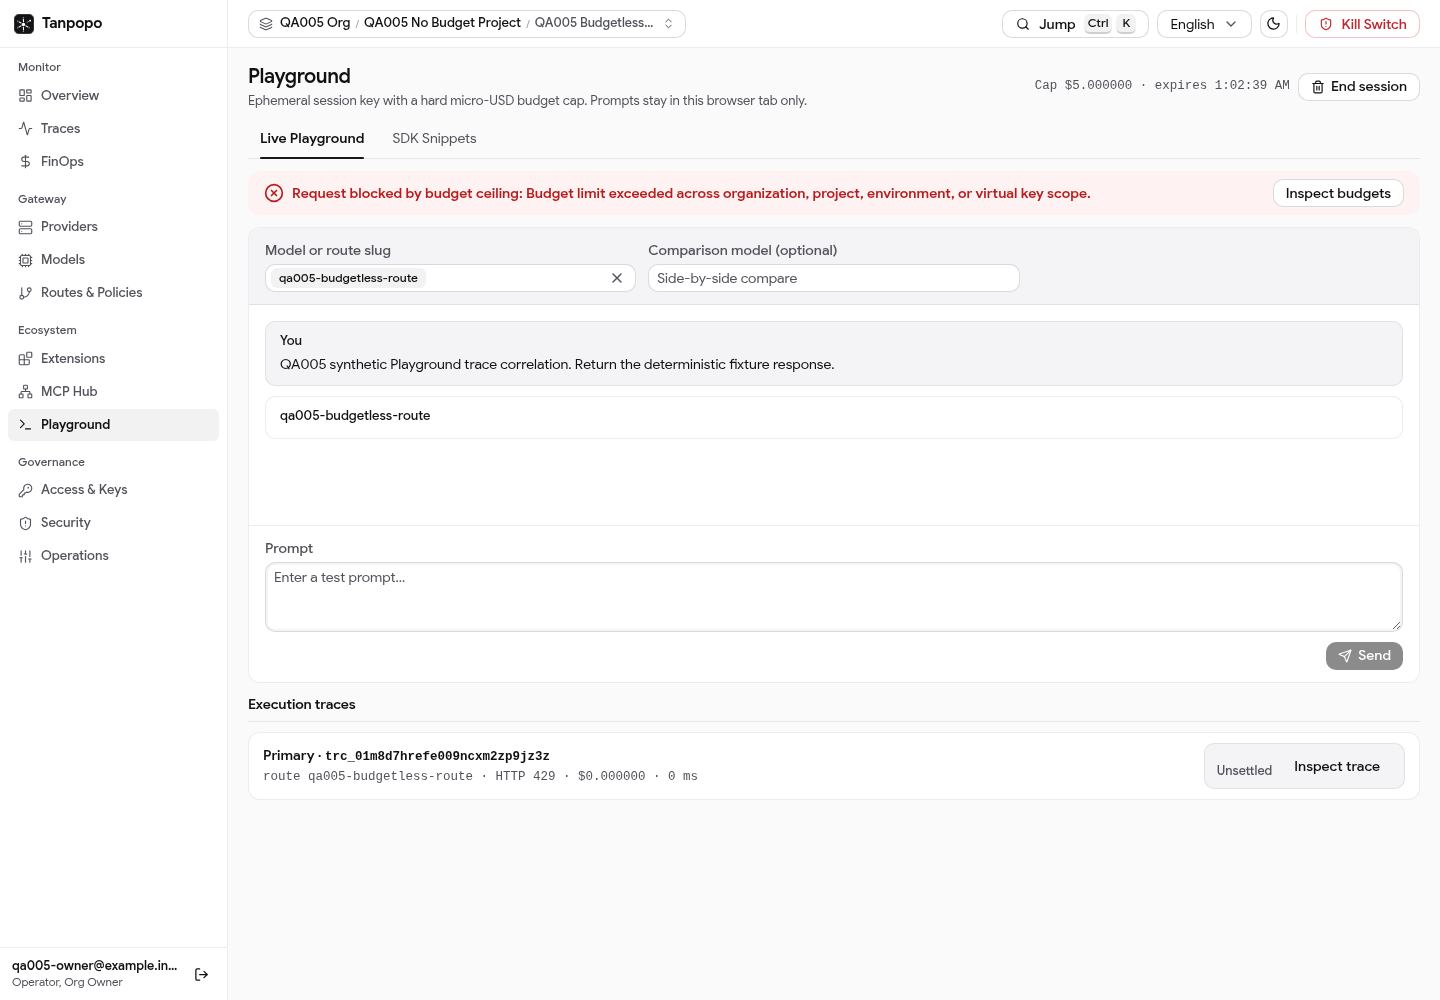 Tanpopo
QA005 Org / QA005 No Budget Project / QA005 Budgetless...
Jump Ctrl K
English
Kill Switch
Monitor
Overview
Traces
FinOps
Gateway
Providers
Models
Routes & Policies
Ecosystem
Extensions
MCP Hub
Playground
Governance
Access & Keys
Security
Operations
qa005-owner@example.in...
Operator, Org Owner
Playground
Ephemeral session key with a hard micro-USD budget cap. Prompts stay in this browser tab only.
Cap $5.000000 · expires 1:02:39 AM
End session
Live Playground
SDK Snippets
Request blocked by budget ceiling: Budget limit exceeded across organization, project, environment, or virtual key scope.
Inspect budgets
Model or route slug
Comparison model (optional)
qa005-budgetless-route
Side-by-side compare
You
QA005 synthetic Playground trace correlation. Return the deterministic fixture response.
qa005-budgetless-route
Prompt
Enter a test prompt...
Send
Execution traces
Primary · trc_01m8d7hrefe009ncxm2zp9jz3z
route qa005-budgetless-route · HTTP 429 · $0.000000 · 0 ms
Unsettled
Inspect trace